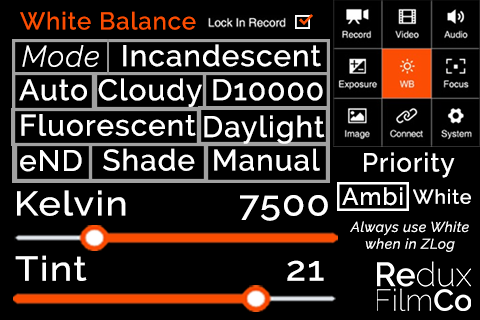 White Balance Lock In Record
Mode Incandescent
Auto Cloudy D10000
Fluorescent Daylight
eND Shade Manual
Kelvin 7500
Tint 21
Record Video Audio
Exposure WB Focus
Image Connect System
Priority
Ambi White
Always use White
when in ZLog
Redux
FilmCo